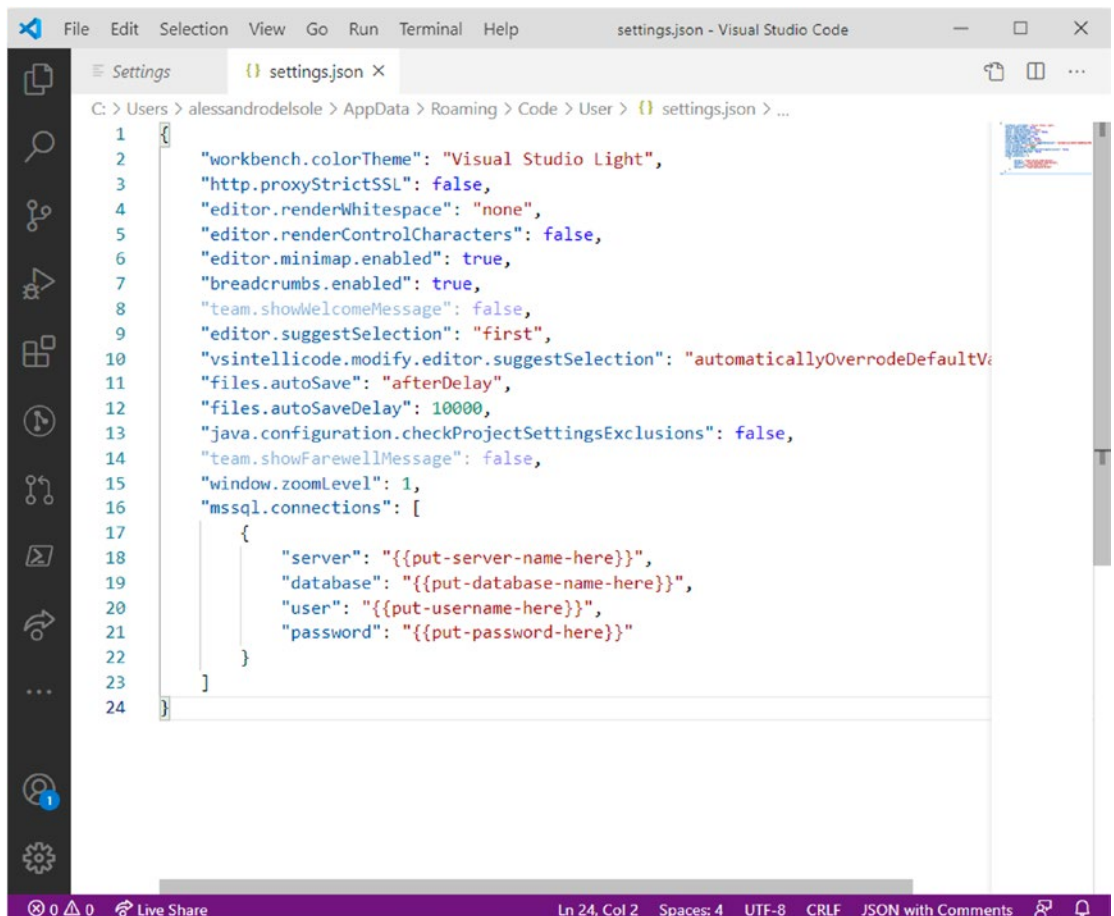 File Edit Selection View Go Run Terminal Help settings.json - Visual Studio Code
Settings {} settings.json
C: > Users > alessandrodelsole > AppData > Roaming > Code > User > {} settings.json > ...
1 {
2 "workbench.colorTheme": "Visual Studio Light",
3 "http.proxyStrictSSL": false,
4 "editor.renderWhitespace": "none",
5 "editor.renderControlCharacters": false,
6 "editor.minimap.enabled": true,
7 "breadcrumbs.enabled": true,
8 "team.showWelcomeMessage": false,
9 "editor.suggestSelection": "first",
10 "vsintellicode.modify.editor.suggestSelection": "automaticallyOverrodeDefaultVa
11 "files.autoSave": "afterDelay",
12 "files.autoSaveDelay": 10000,
13 "java.configuration.checkProjectSettingsExclusions": false,
14 "team.showFarewellMessage": false,
15 "window.zoomLevel": 1,
16 "mssql.connections": [
17 {
18 "server": "{{put-server-name-here}}",
19 "database": "{{put-database-name-here}}",
20 "user": "{{put-username-here}}",
21 "password": "{{put-password-here}}"
22 }
23 ]
24 }
1
0 0 Live Share Ln 24, Col 2 Spaces: 4 UTF-8 CRLF JSON with Comments